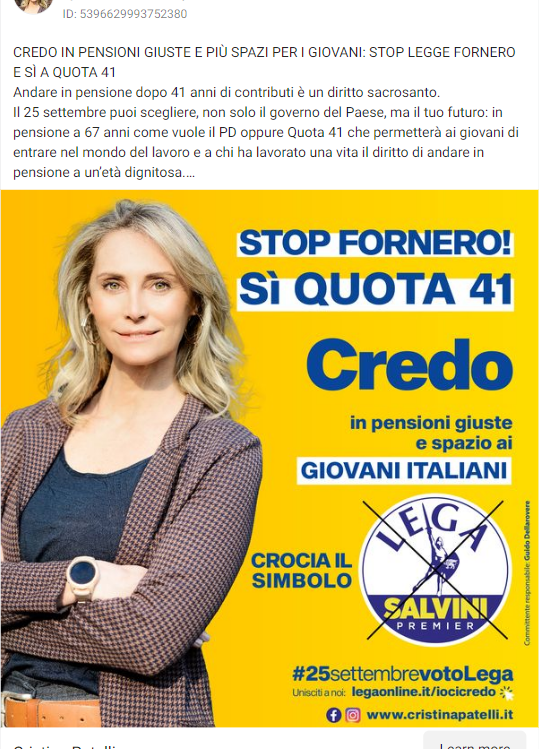 ID: 5396629993752380
CREDO IN PENSIONI GIUSTE E PIÙ SPAZI PER I GIOVANI: STOP LEGGE FORNERO
E SÌ A QUOTA 41
Andare in pensione dopo 41 anni di contributi è un diritto sacrosanto.
Il 25 settembre puoi scegliere, non solo il governo del Paese, ma il tuo futuro: in
pensione a 67 anni come vuole il PD oppure Quota 41 che permetterà ai giovani di
entrare nel mondo del lavoro e a chi ha lavorato una vita il diritto di andare in
pensione a un'età dignitosa....
STOP FORNERO!
Sì QUOTA 41
Credo
in pensioni giuste
e spazio ai
GIOVANI ITALIANI
CROCIA IL
SIMBOLO
LEGA
SALVINI
PREMIER
Committente responsabile: Guido Dellarovere
#25settembrevotoLega
Unisciti a noi: legaonline.it/iocicredo
www.cristinapatelli.it